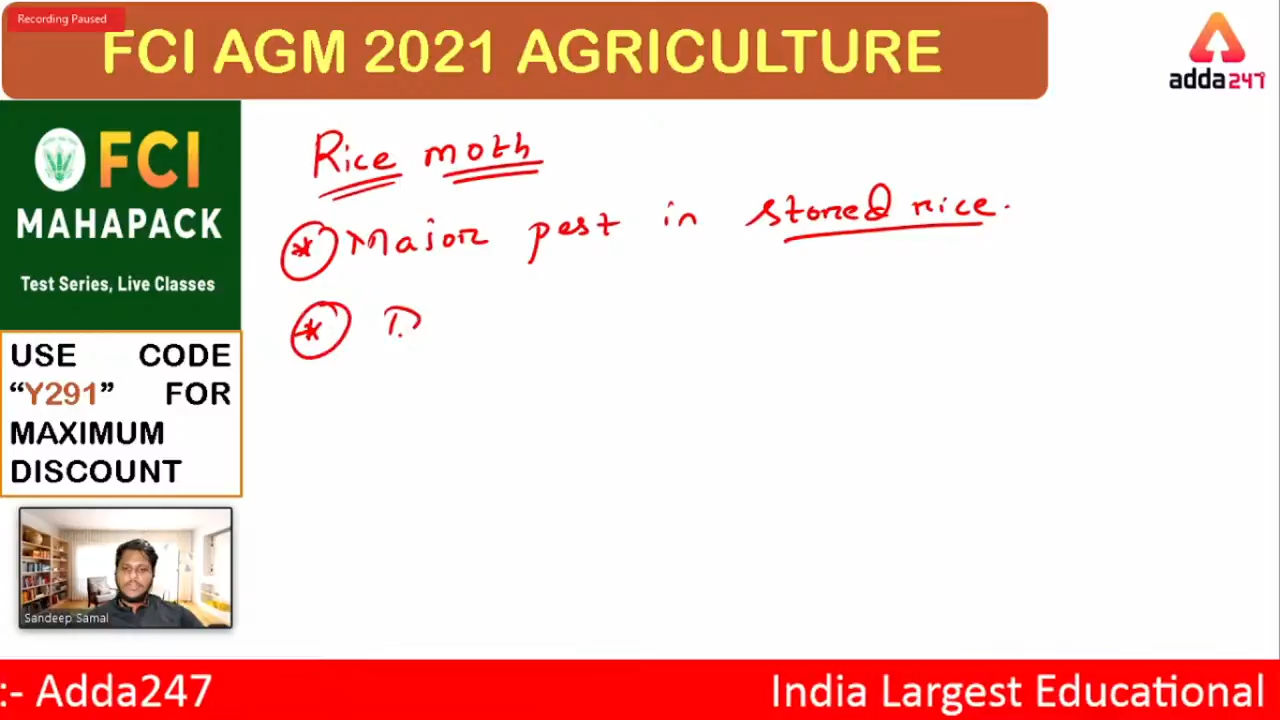 Recording Paused
FCI AGM 2021 AGRICULTURE
adda247
FCI
MAHAPACK
Test Series, Live Classes
USE CODE
“Y291” FOR
MAXIMUM
DISCOUNT
Sandeep Samal
Rice moth
* Major pest in stored rice.
*
:- Adda247
India Largest Educational